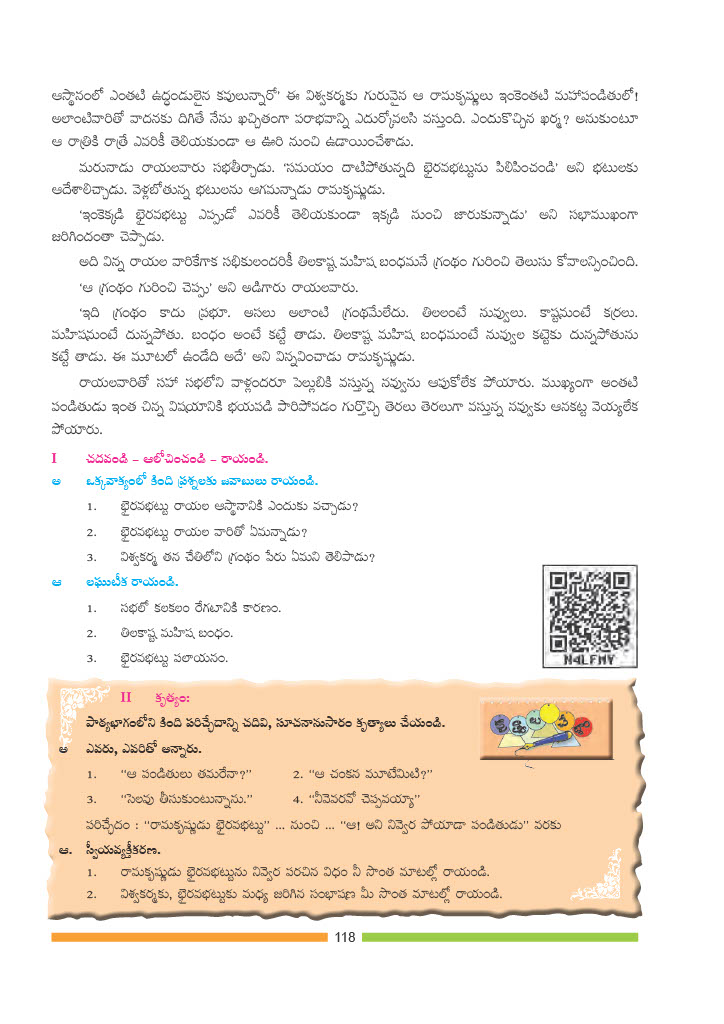 ఆస్థానంలో ఎంతటి ఉద్ధండులైన కవులున్నారో' ఈ విశ్వకర్మకు గురువైన ఆ రామకృష్ణులు ఇంకెంతటి మహాపండితులో!
అలాంటివారితో వాదనకు దిగితే నేను ఖచ్చితంగా పరాభవాన్ని ఎదుర్కోవలసి వస్తుంది. ఎందుకొచ్చిన ఖర్మ? అనుకుంటూ
ఆ రాత్రికి రాత్రే ఎవరికీ తెలియకుండా ఆ ఊరి నుంచి ఉడాయించేశాడు.
మరునాడు రాయలవారు సభతీర్చాడు. 'సమయం దాటిపోతున్నది భైరవభట్టును పిలిపించండి' అని భటులకు
ఆదేశాలిచ్చాడు. వెళ్లబోతున్న భటులను ఆగమన్నాడు రామకృష్ణుడు.
'ఇంకెక్కడి భైరవభట్టు ఎప్పుడో ఎవరికీ తెలియకుండా ఇక్కడి నుంచి జారుకున్నాడు' అని సభాముఖంగా
జరిగిందంతా చెప్పాడు.
అది విన్న రాయల వారికేగాక సభికులందరికీ తిలకాష్ట మహిష బంధమనే గ్రంథం గురించి తెలుసు కోవాలన్పించింది.
'ఆ గ్రంథం గురించి చెప్పు' అని అడిగారు రాయలవారు.
'ఇది గ్రంథం కాదు ప్రభూ. అసలు అలాంటి గ్రంథమేలేదు. తిలలంటే నువ్వులు. కాష్టమంటే కర్రలు.
మహిషమంటే దున్నపోతు. బంధం అంటే కట్టే తాడు. తిలకాష్ట మహిష బంధమంటే నువ్వుల కట్టెకు దున్నపోతును
కట్టే తాడు. ఈ మూటలో ఉండేది అదే' అని విన్నవించాడు రామకృష్ణుడు.
రాయలవారితో సహా సభలోని వాళ్లందరూ పెల్లుబికి వస్తున్న నవ్వును ఆపుకోలేక పోయారు. ముఖ్యంగా అంతటి
పండితుడు ఇంత చిన్న విషయానికి భయపడి పారిపోవడం గుర్తొచ్చి తెరలు తెరలుగా వస్తున్న నవ్వుకు ఆనకట్ట వెయ్యలేక
పోయారు.
I చదవండి – ఆలోచించండి – రాయండి.
అ ఒక్కవాక్యంలో కింది ప్రశ్నలకు జవాబులు రాయండి.
1. భైరవభట్టు రాయల ఆస్థానానికి ఎందుకు వచ్చాడు?
2. భైరవభట్టు రాయల వారితో ఏమన్నాడు?
3. విశ్వకర్మ తన చేతిలోని గ్రంథం పేరు ఏమని తెలిపాడు?
ఆ లఘుటీక రాయండి.
1. సభలో కలకలం రేగటానికి కారణం.
2. తిలకాష్ట మహిష బంధం.
3. భైరవభట్టు పలాయనం.
N4LFMY
II కృత్యం:
పాఠ్యభాగంలోని కింది పరిచ్ఛేదాన్ని చదివి, సూచనానుసారం కృత్యాలు చేయండి.
అ ఎవరు, ఎవరితో అన్నారు.
1. "ఆ పండితులు తమరేనా?" 2. "ఆ చంకన మూటేమిటి?"
3. "సెలవు తీసుకుంటున్నాను." 4. "నీవెవరవో చెప్పవయ్యా"
పరిచ్ఛేదం : "రామకృష్ణుడు భైరవభట్టు" ... నుంచి ... "ఆ! అని నివ్వెర పోయాడా పండితుడు" వరకు
ఆ. స్వీయవ్యక్తీకరణ.
1. రామకృష్ణుడు భైరవభట్టును నివ్వెర పరచిన విధం నీ సొంత మాటల్లో రాయండి.
2. విశ్వకర్మకు, భైరవభట్టుకు మధ్య జరిగిన సంభాషణ మీ సొంత మాటల్లో రాయండి.
118